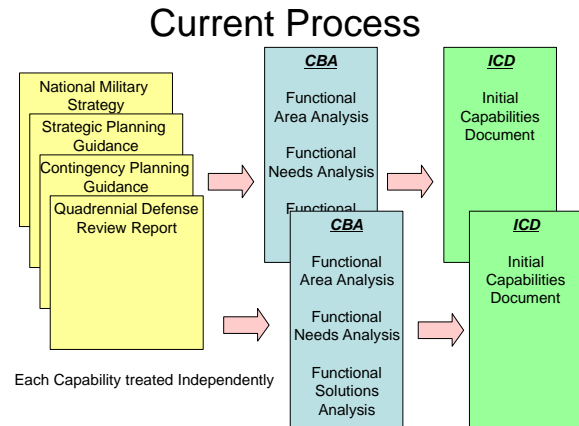 Current Process
National Military
Strategy
Strategic Planning
Guidance
Contingency Planning
Guidance
Quadrennial Defense
Review Report
CBA
Functional
Area Analysis
Functional
Needs Analysis
Functional
ICD
Initial
Capabilities
Document
CBA
Functional
Area Analysis
Functional
Needs Analysis
Functional
Solutions
Analysis
ICD
Initial
Capabilities
Document
Each Capability treated Independently